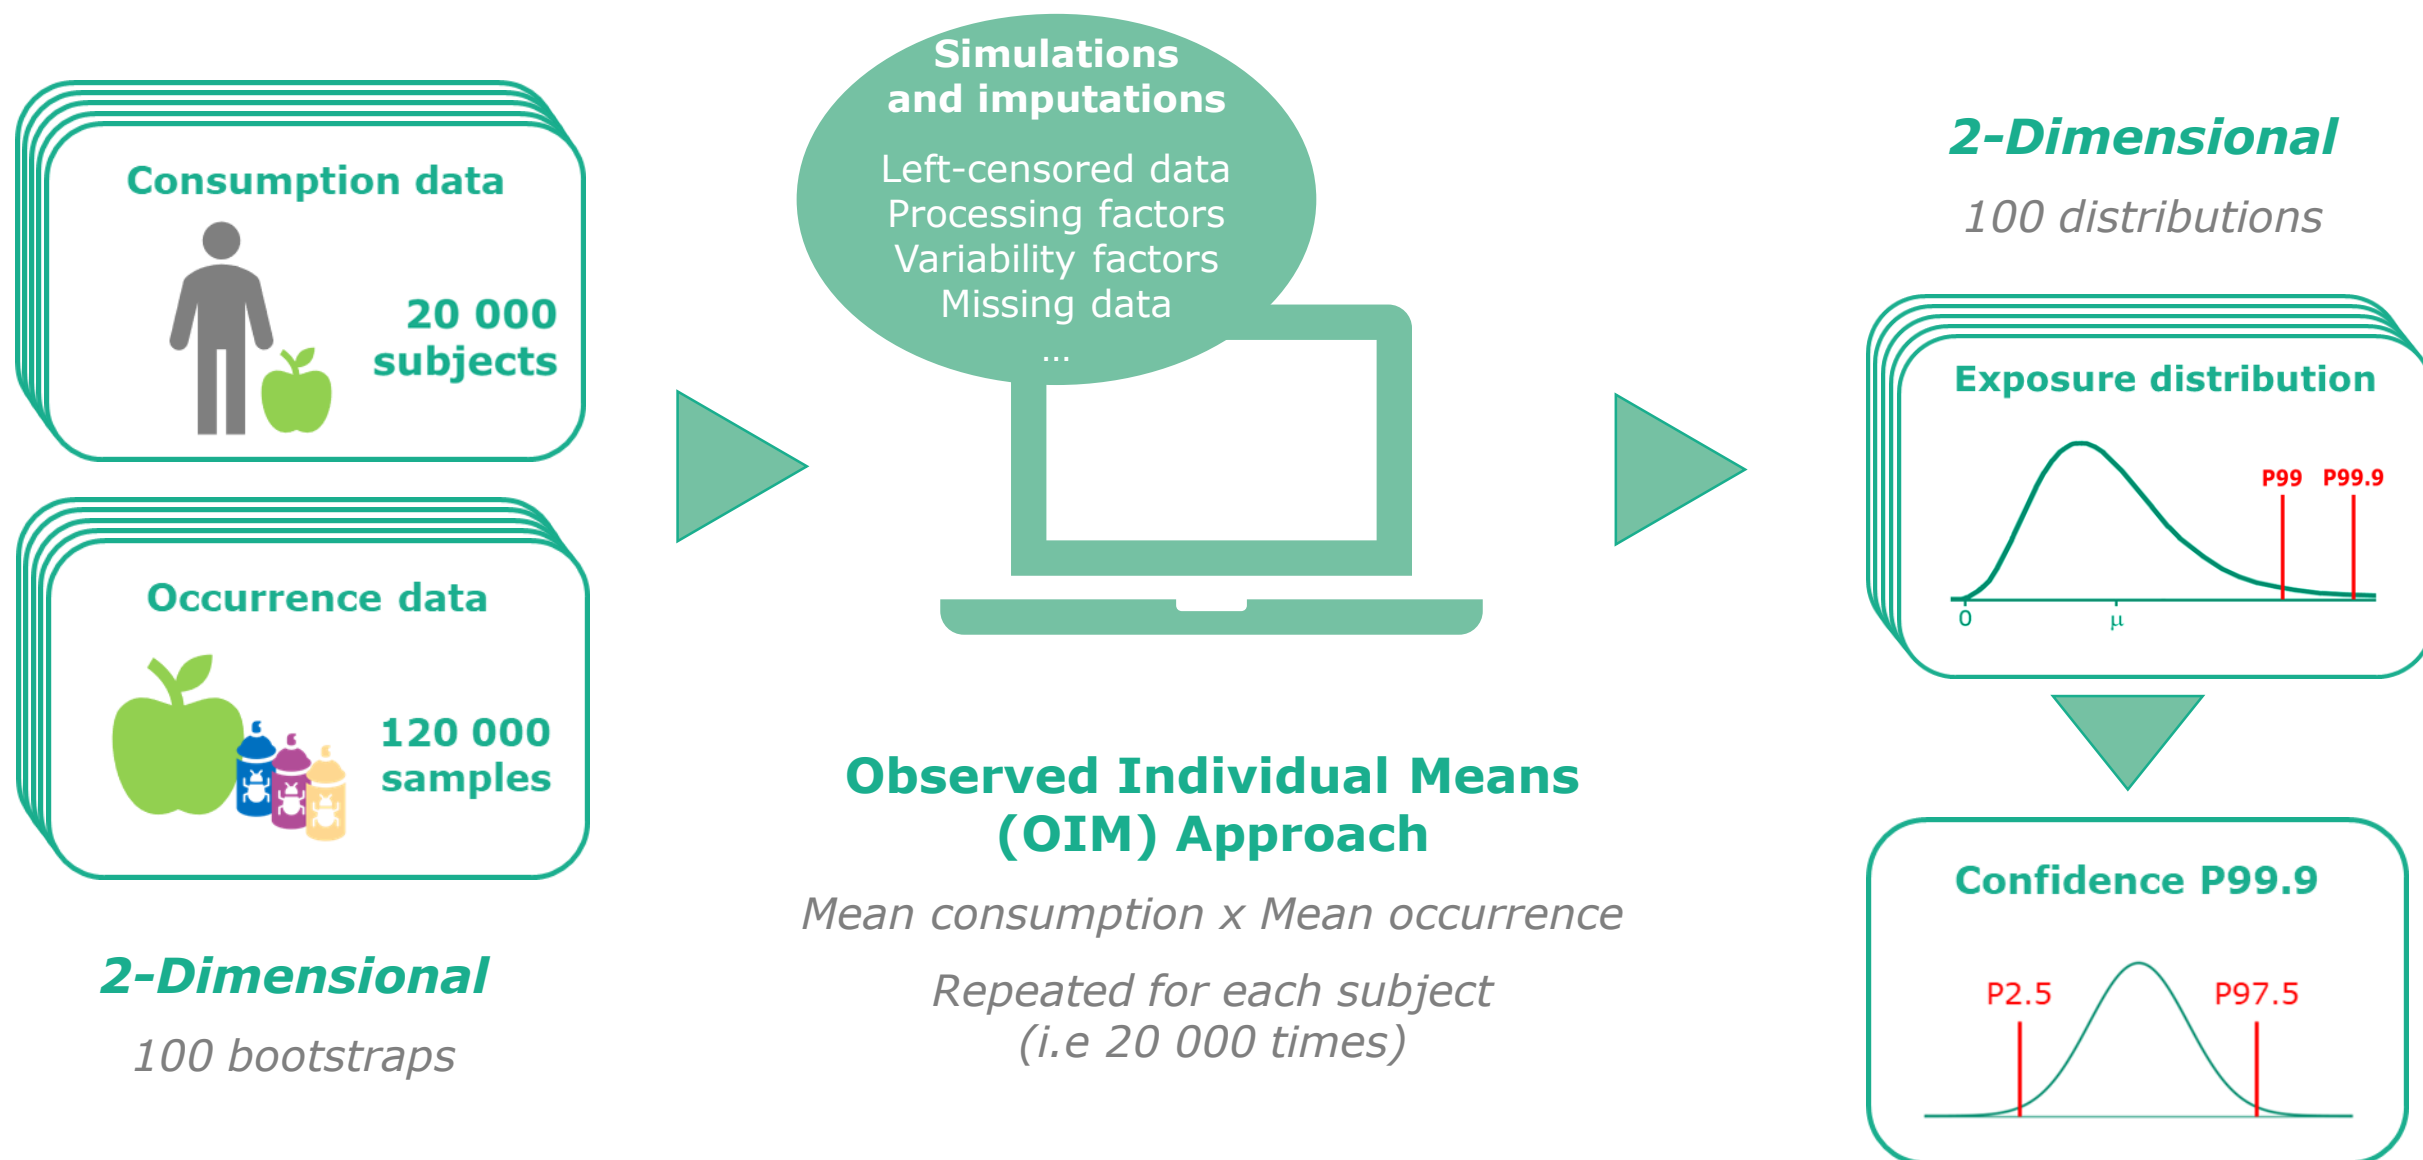 Consumption data
20 000
subjects
Occurrence data
120 000
samples
2-Dimensional
100 bootstraps
Simulations
and imputations
Left-censored data
Processing factors
Variability factors
Missing data
...
Observed Individual Means
(OIM) Approach
Mean consumption x Mean occurrence
Repeated for each subject
(i.e 20 000 times)
2-Dimensional
100 distributions
Exposure distribution
P99 P99.9
0 μ
Confidence P99.9
P2.5 P97.5